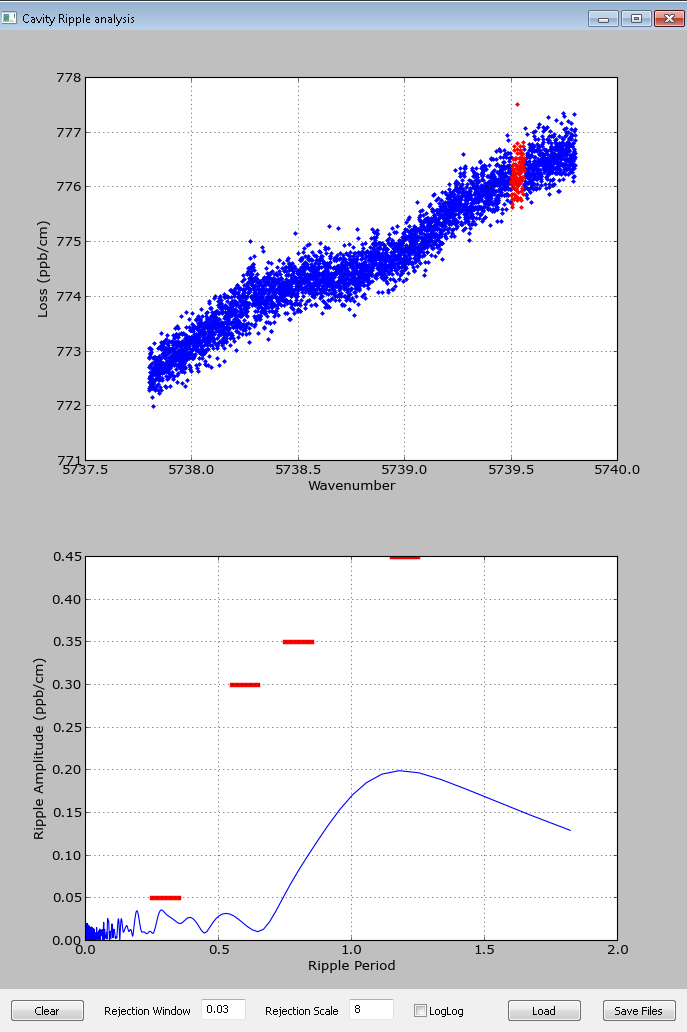 Cavity Ripple analysis
778
777
776
775
774
773
772
771
Loss (ppb/cm)
5737.5 5738.0 5738.5 5739.0 5739.5 5740.0
Wavenumber
0.45
0.40
0.35
0.30
0.25
0.20
0.15
0.10
0.05
0.00
Ripple Amplitude (ppb/cm)
0.0 0.5 1.0 1.5 2.0
Ripple Period
Clear Rejection Window 0.03 Rejection Scale 8 LogLog Load Save Files